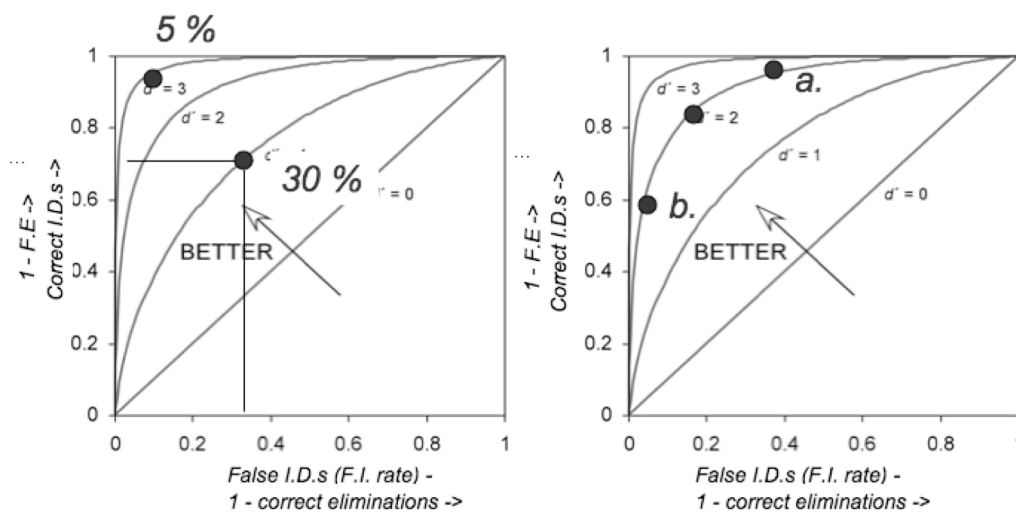 5 %
1
0.8
0.6
0.4
0.2
0
0
0.2
0.4
0.6
0.8
1
d´ = 3
d´ = 2
30 %
= 0
BETTER
...
1 - F.E ->
Correct I.D.s ->
False I.D.s (F.I. rate) -
1 - correct eliminations ->
1
0.8
0.6
0.4
0.2
0
0
0.2
0.4
0.6
0.8
1
d´ = 3
a.
d´ = 2
d´ = 1
b.
d´ = 0
BETTER
...
1 - F.E ->
Correct I.D.s ->
False I.D.s (F.I. rate) -
1 - correct eliminations ->